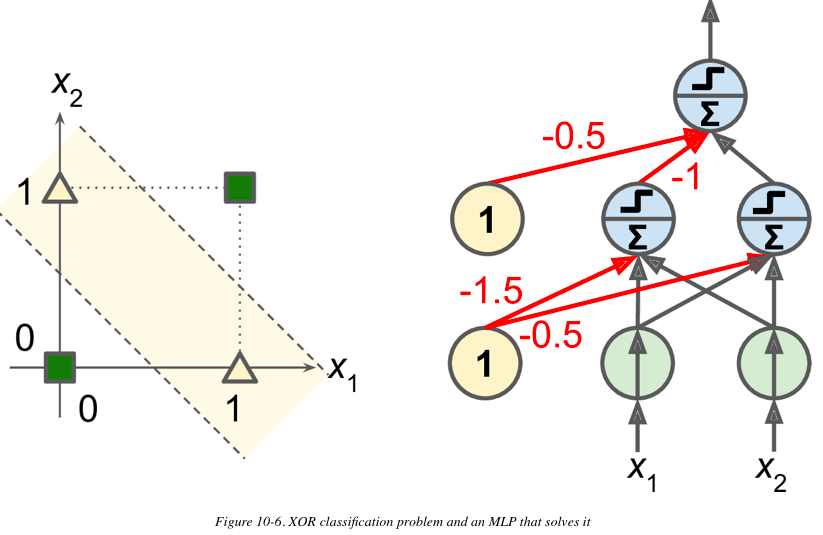 x2
1
0
0
1
x1
Σ
-0.5
-1
1
Σ
Σ
-1.5
-0.5
1
x1
x2
Figure 10-6. XOR classification problem and an MLP that solves it